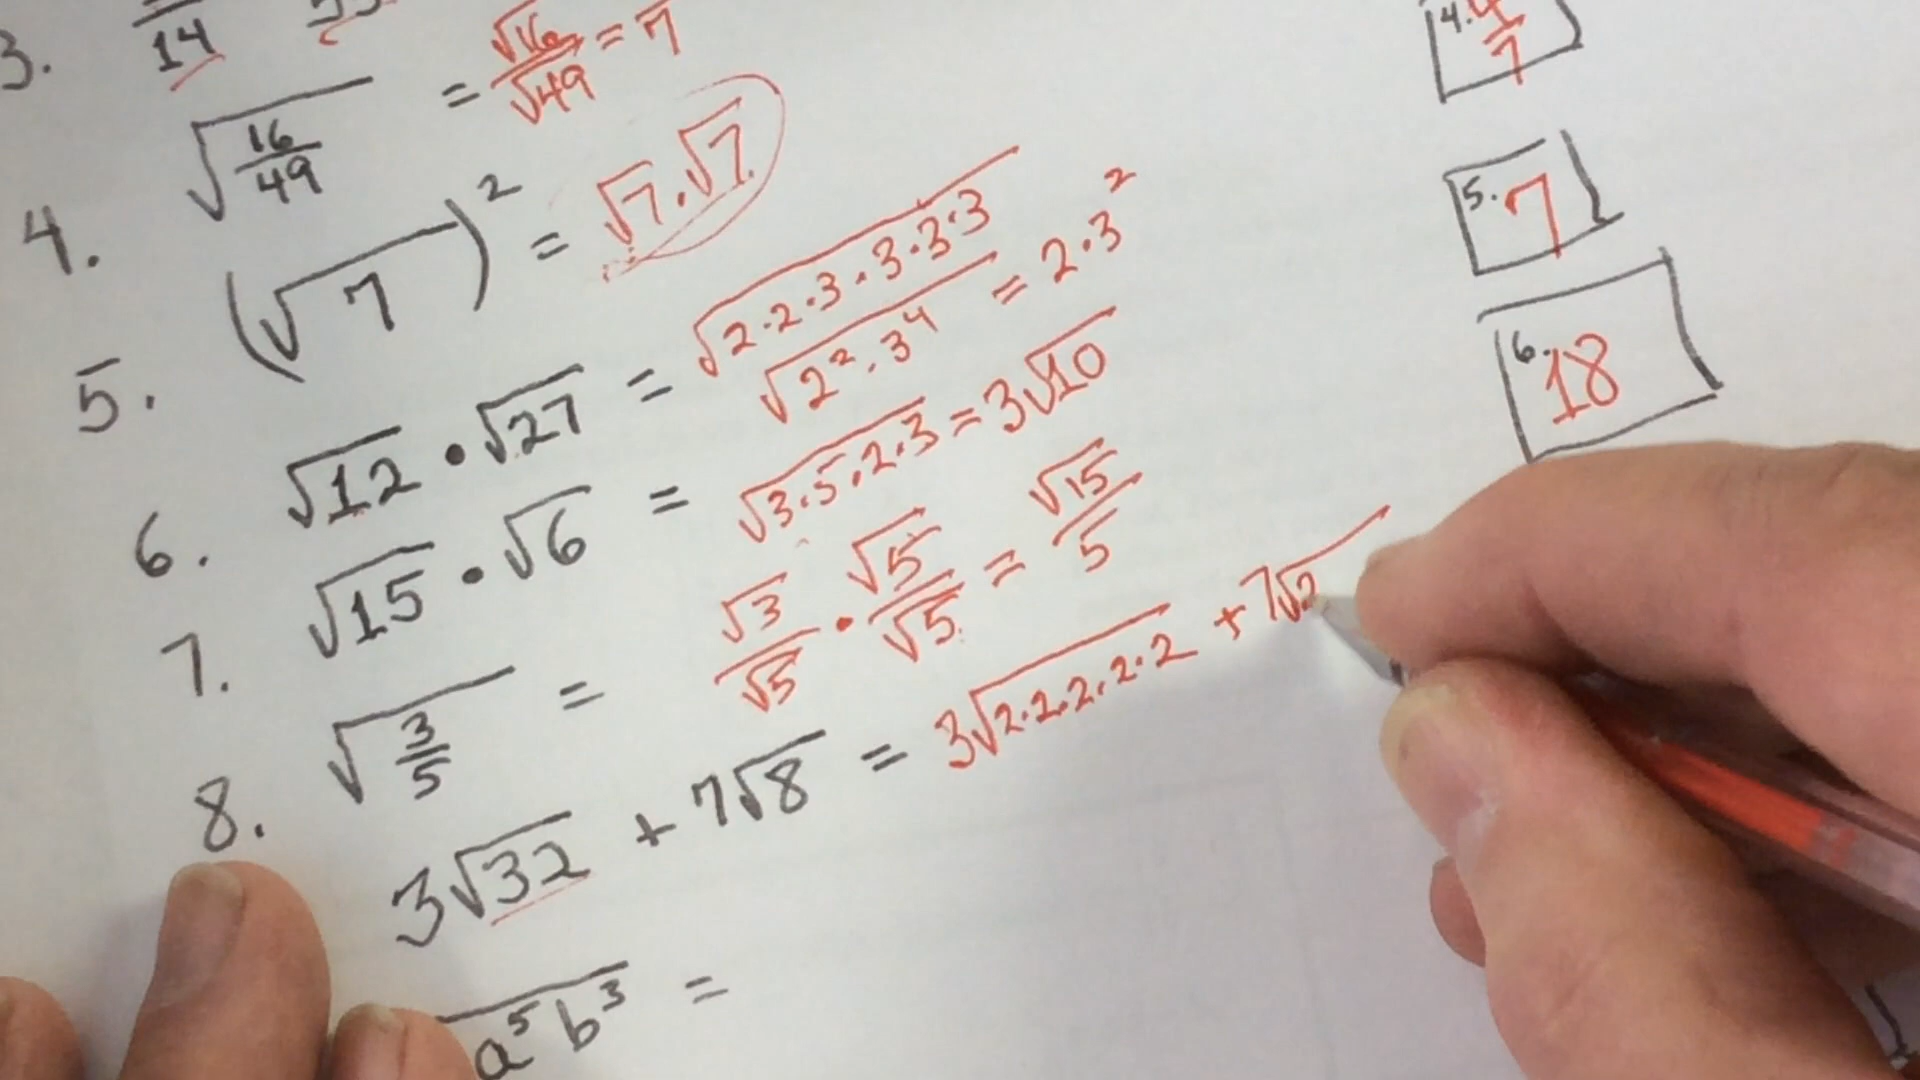 3. 14
4. √(16/49) = √16/√49 = 7
5. (√7)² = √7·√7
6. √12 · √27 = √2·2·3·3·3·3
√2²·3⁴ = 2·3²
7. √15 · √6 = √3·5·2·3 = 3√10
8. √(3/5) = √3/√5 · √5/√5 = √15/5
3√32 + 7√8 = 3√2·2·2·2·2 + 7√2
a⁵b³ =
4. 4/7
5. 7
6. 18